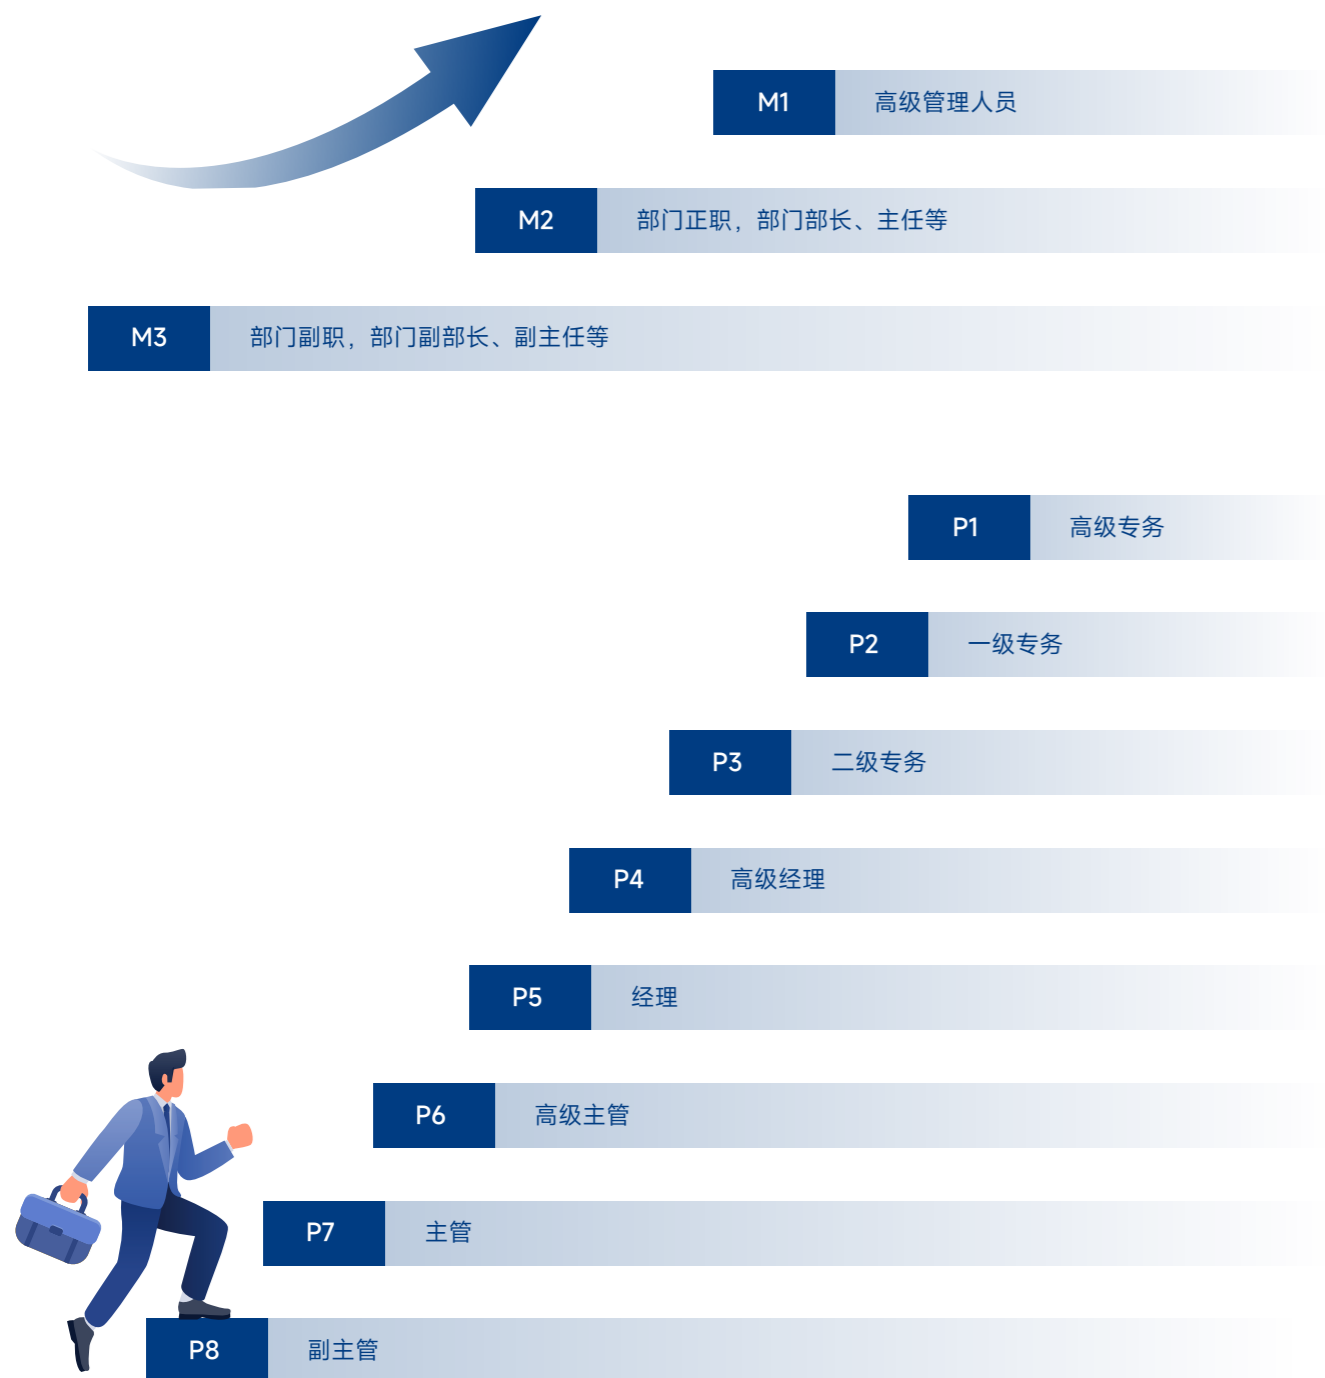 M1 高级管理人员
M2 部门正职，部门部长、主任等
M3 部门副职，部门副部长、副主任等
P1 高级专务
P2 一级专务
P3 二级专务
P4 高级经理
P5 经理
P6 高级主管
P7 主管
P8 副主管